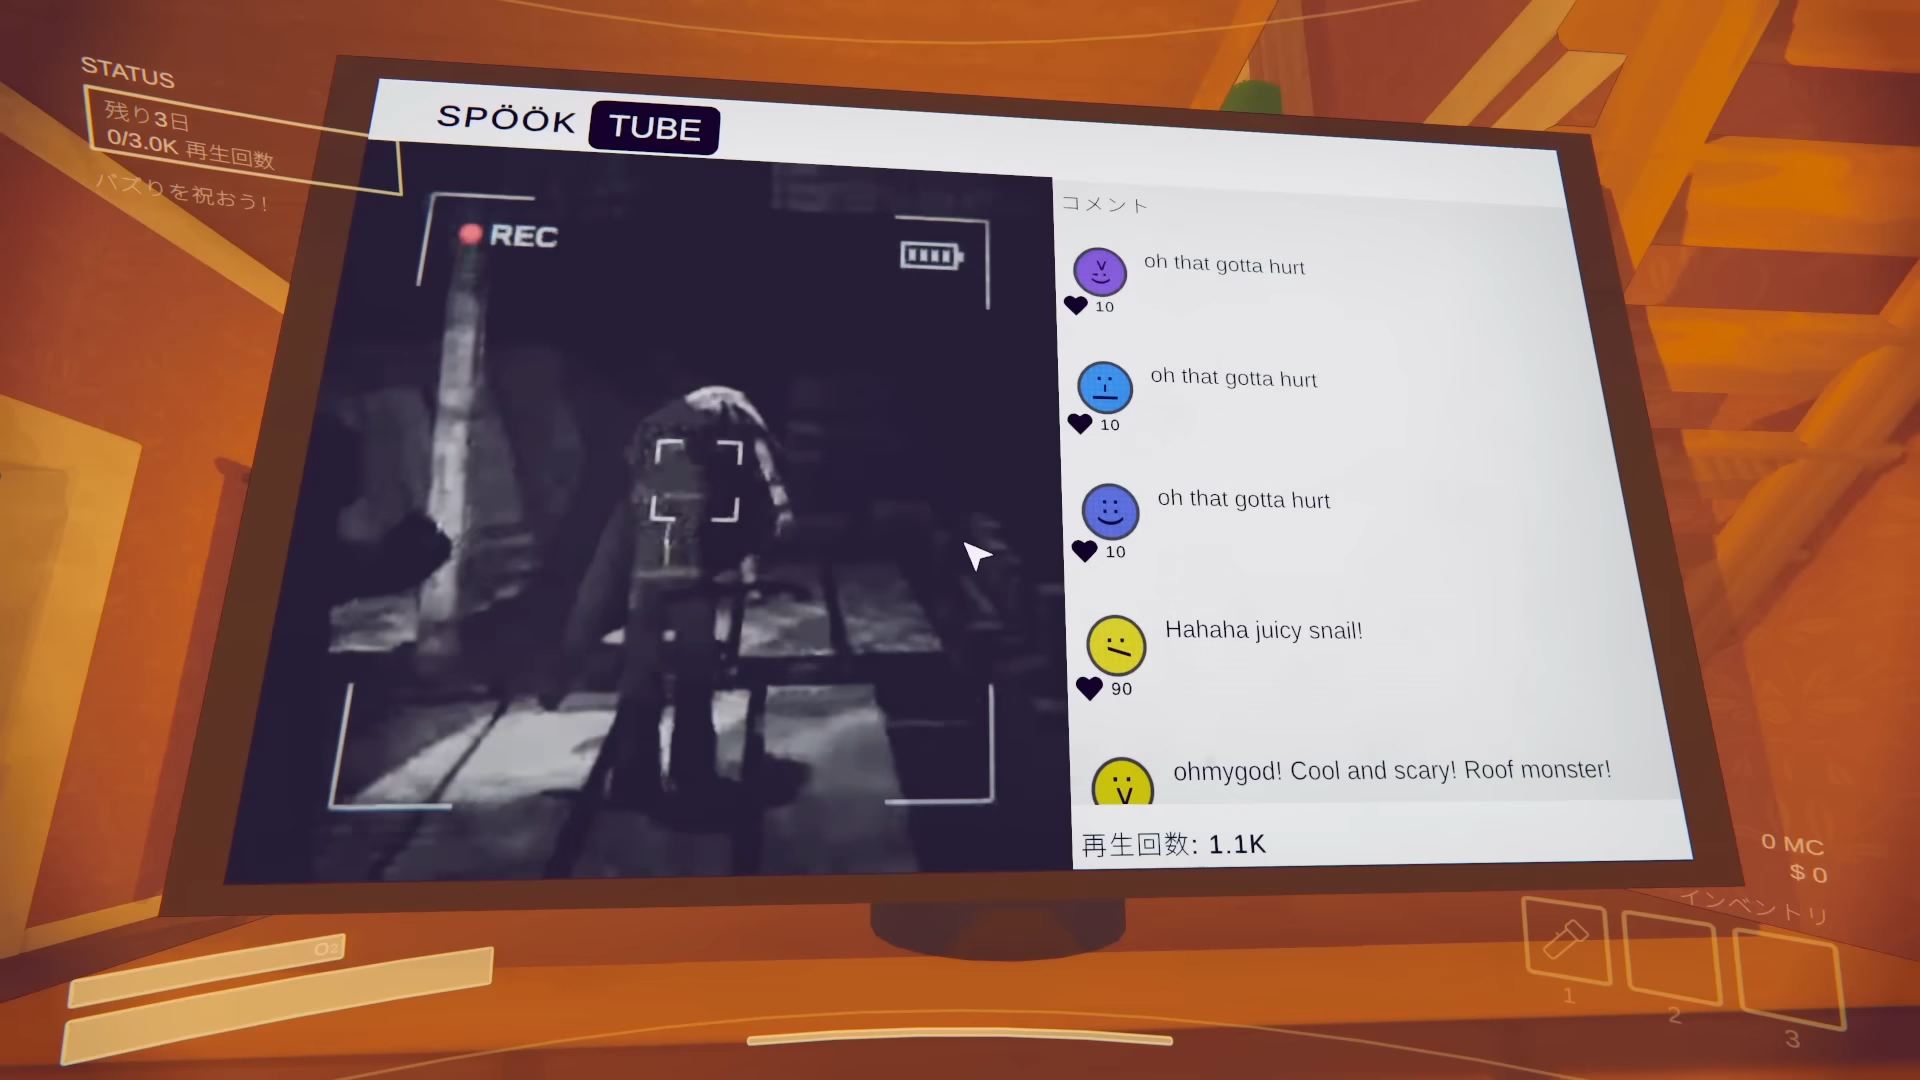 STATUS
残り3日
0/3.0K 再生回数
バズりを祝おう!
SPÖÖK TUBE
REC
コメント
oh that gotta hurt
10
oh that gotta hurt
10
oh that gotta hurt
10
Hahaha juicy snail!
90
ohmygod! Cool and scary! Roof monster!
再生回数: 1.1K
0 MC
$ 0
インベントリ
O₂
1
2
3